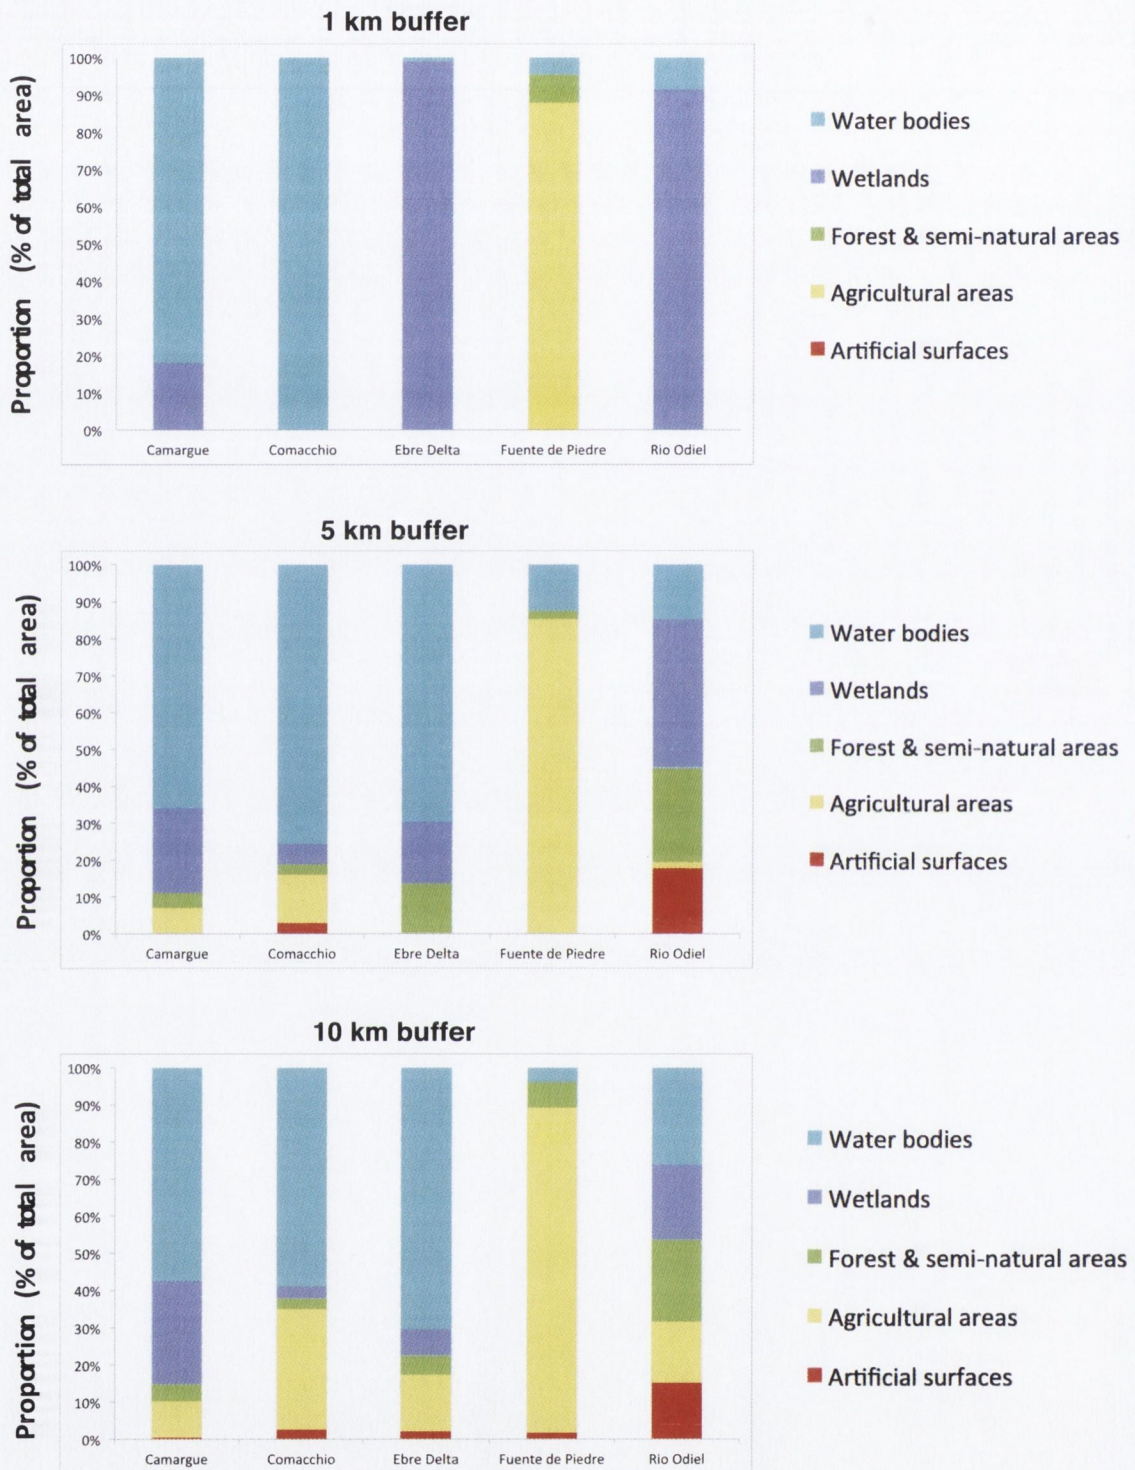 1 km buffer
Proportion (% of total area)
100%
90%
80%
70%
60%
50%
40%
30%
20%
10%
0%
Camargue
Comacchio
Ebre Delta
Fuente de Piedre
Rio Odiel
Water bodies
Wetlands
Forest & semi-natural areas
Agricultural areas
Artificial surfaces
5 km buffer
Proportion (% of total area)
100%
90%
80%
70%
60%
50%
40%
30%
20%
10%
0%
Camargue
Comacchio
Ebre Delta
Fuente de Piedre
Rio Odiel
Water bodies
Wetlands
Forest & semi-natural areas
Agricultural areas
Artificial surfaces
10 km buffer
Proportion (% of total area)
100%
90%
80%
70%
60%
50%
40%
30%
20%
10%
0%
Camargue
Comacchio
Ebre Delta
Fuente de Piedre
Rio Odiel
Water bodies
Wetlands
Forest & semi-natural areas
Agricultural areas
Artificial surfaces